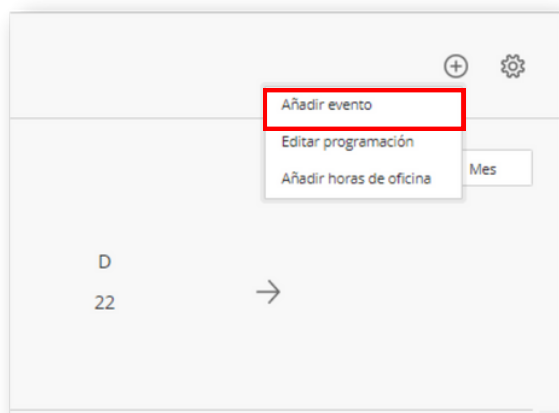 Añadir evento
Editar programación
Añadir horas de oficina
Mes
D
22